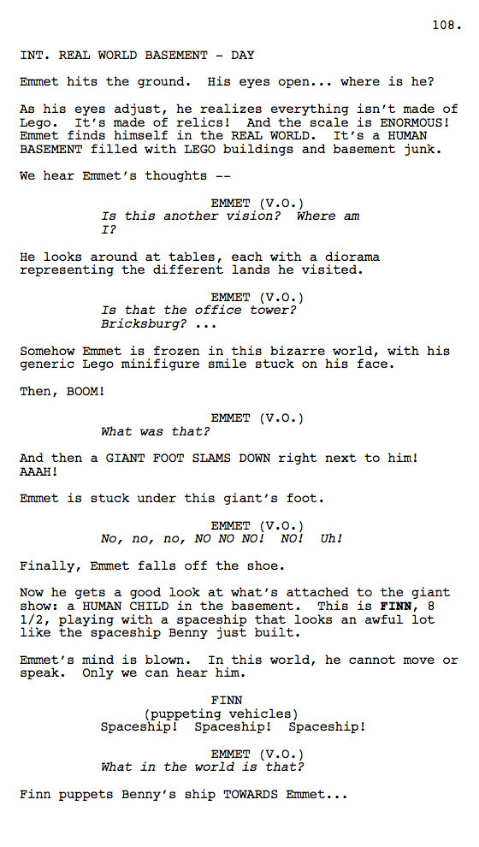 108.
INT. REAL WORLD BASEMENT - DAY
Emmet hits the ground.  His eyes open... where is he?
As his eyes adjust, he realizes everything isn't made of
Lego.  It's made of relics!  And the scale is ENORMOUS!
Emmet finds himself in the REAL WORLD.  It's a HUMAN
BASEMENT filled with LEGO buildings and basement junk.
We hear Emmet's thoughts --
EMMET (V.O.)
Is this another vision?  Where am
I?
He looks around at tables, each with a diorama
representing the different lands he visited.
EMMET (V.O.)
Is that the office tower?
Bricksburg? ...
Somehow Emmet is frozen in this bizarre world, with his
generic Lego minifigure smile stuck on his face.
Then, BOOM!
EMMET (V.O.)
What was that?
And then a GIANT FOOT SLAMS DOWN right next to him!
AAAH!
Emmet is stuck under this giant's foot.
EMMET (V.O.)
No, no, no, NO NO NO!  NO!  Uh!
Finally, Emmet falls off the shoe.
Now he gets a good look at what's attached to the giant
show: a HUMAN CHILD in the basement.  This is FINN, 8
1/2, playing with a spaceship that looks an awful lot
like the spaceship Benny just built.
Emmet's mind is blown.  In this world, he cannot move or
speak.  Only we can hear him.
FINN
(puppeting vehicles)
Spaceship!  Spaceship!  Spaceship!
EMMET (V.O.)
What in the world is that?
Finn puppets Benny's ship TOWARDS Emmet...